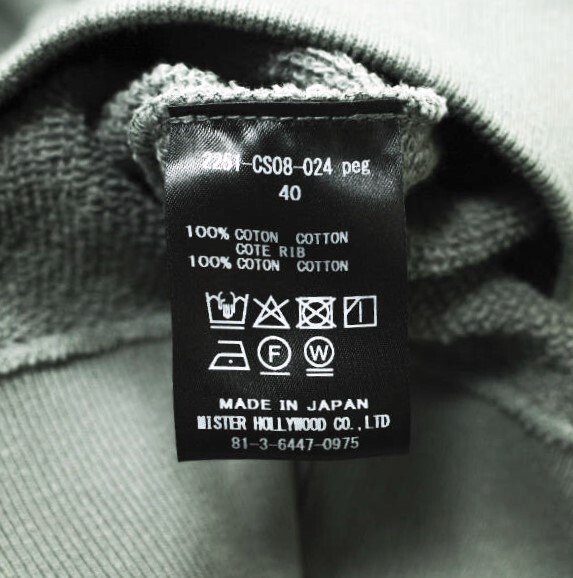 2251-CS08-024 peg
40
100% COTON COTTON
COTE RIB
100% COTON COTTON
F W
MADE IN JAPAN
MISTER HOLLYWOOD CO.,LTD
81-3-6447-0975